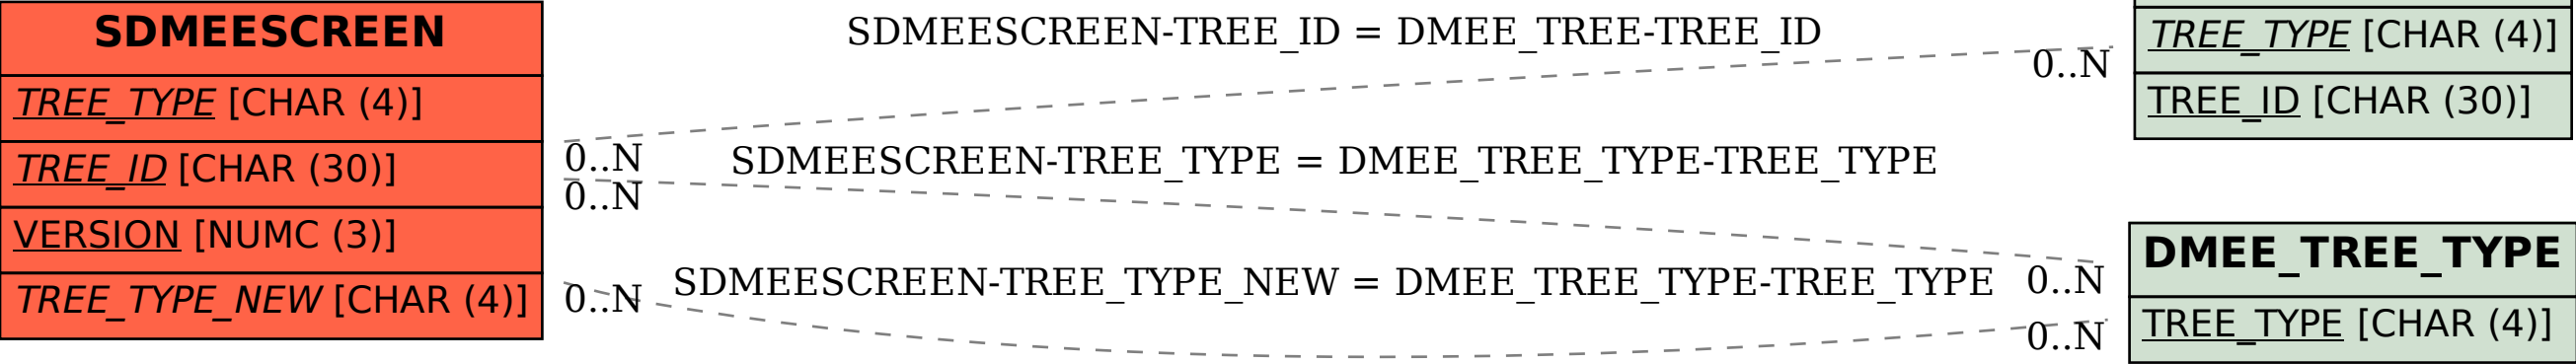 SDMEESCREEN
TREE_TYPE [CHAR (4)]
TREE_ID [CHAR (30)]
VERSION [NUMC (3)]
TREE_TYPE_NEW [CHAR (4)]
SDMEESCREEN-TREE_ID = DMEE_TREE-TREE_ID
0..N
0..N
SDMEESCREEN-TREE_TYPE = DMEE_TREE_TYPE-TREE_TYPE
0..N
0..N
SDMEESCREEN-TREE_TYPE_NEW = DMEE_TREE_TYPE-TREE_TYPE
0..N
0..N
TREE_TYPE [CHAR (4)]
TREE_ID [CHAR (30)]
DMEE_TREE_TYPE
TREE_TYPE [CHAR (4)]